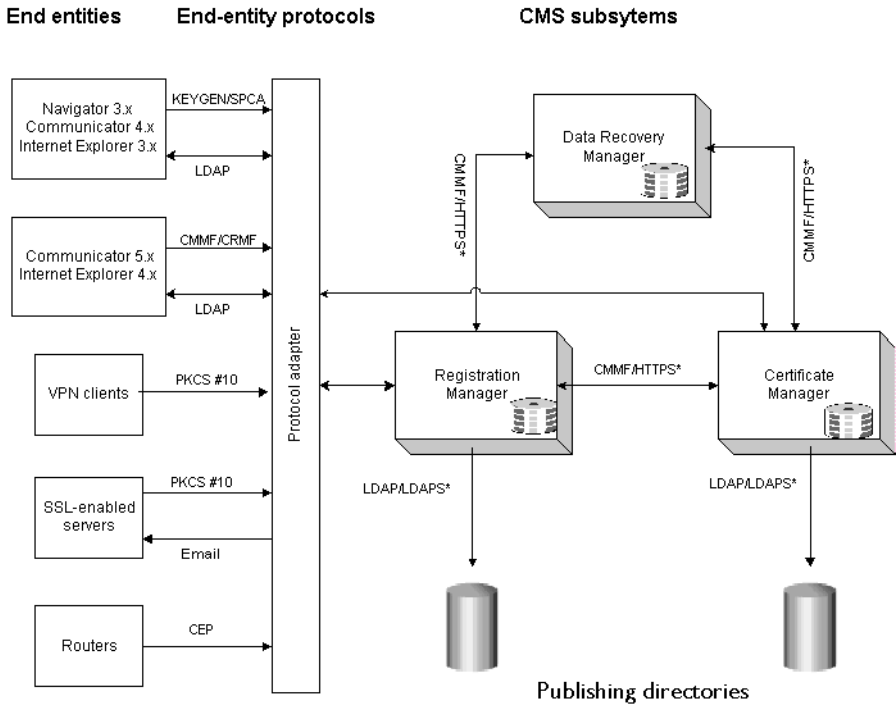 End entities
End-entity protocols
CMS subsytems
Navigator 3.x
Communicator 4.x
Internet Explorer 3.x
KEYGEN/SPCA
LDAP
Communicator 5.x
Internet Explorer 4.x
CMMF/CRMF
LDAP
VPN clients
PKCS #10
SSL-enabled
servers
PKCS #10
Email
Routers
CEP
Protocol adapter
Data Recovery
Manager
CMMF/HTTPS*
CMMF/HTTPS*
Registration
Manager
CMMF/HTTPS*
Certificate
Manager
LDAP/LDAPS*
LDAP/LDAPS*
Publishing directories